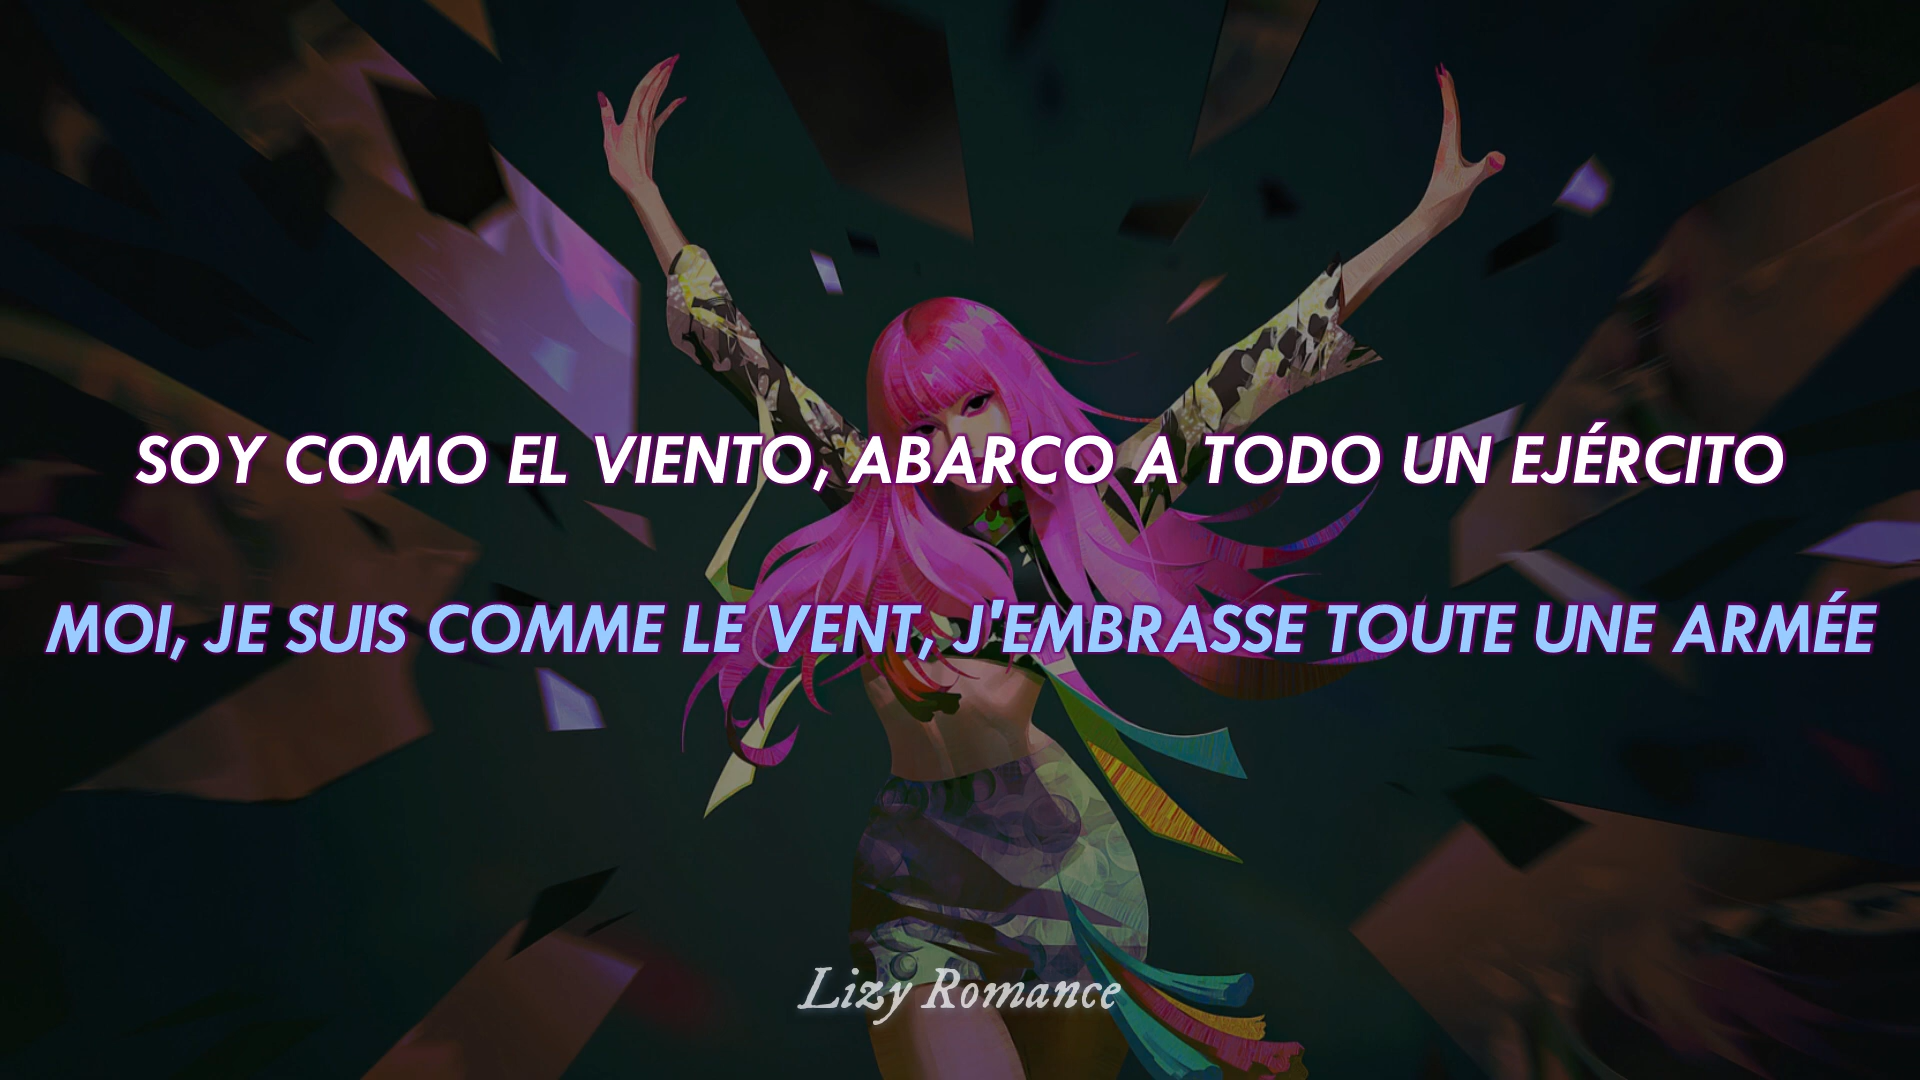 SOY COMO EL VIENTO, ABARCO A TODO UN EJÉRCITO
MOI, JE SUIS COMME LE VENT, J'EMBRASSE TOUTE UNE ARMÉE
Lizy Romance